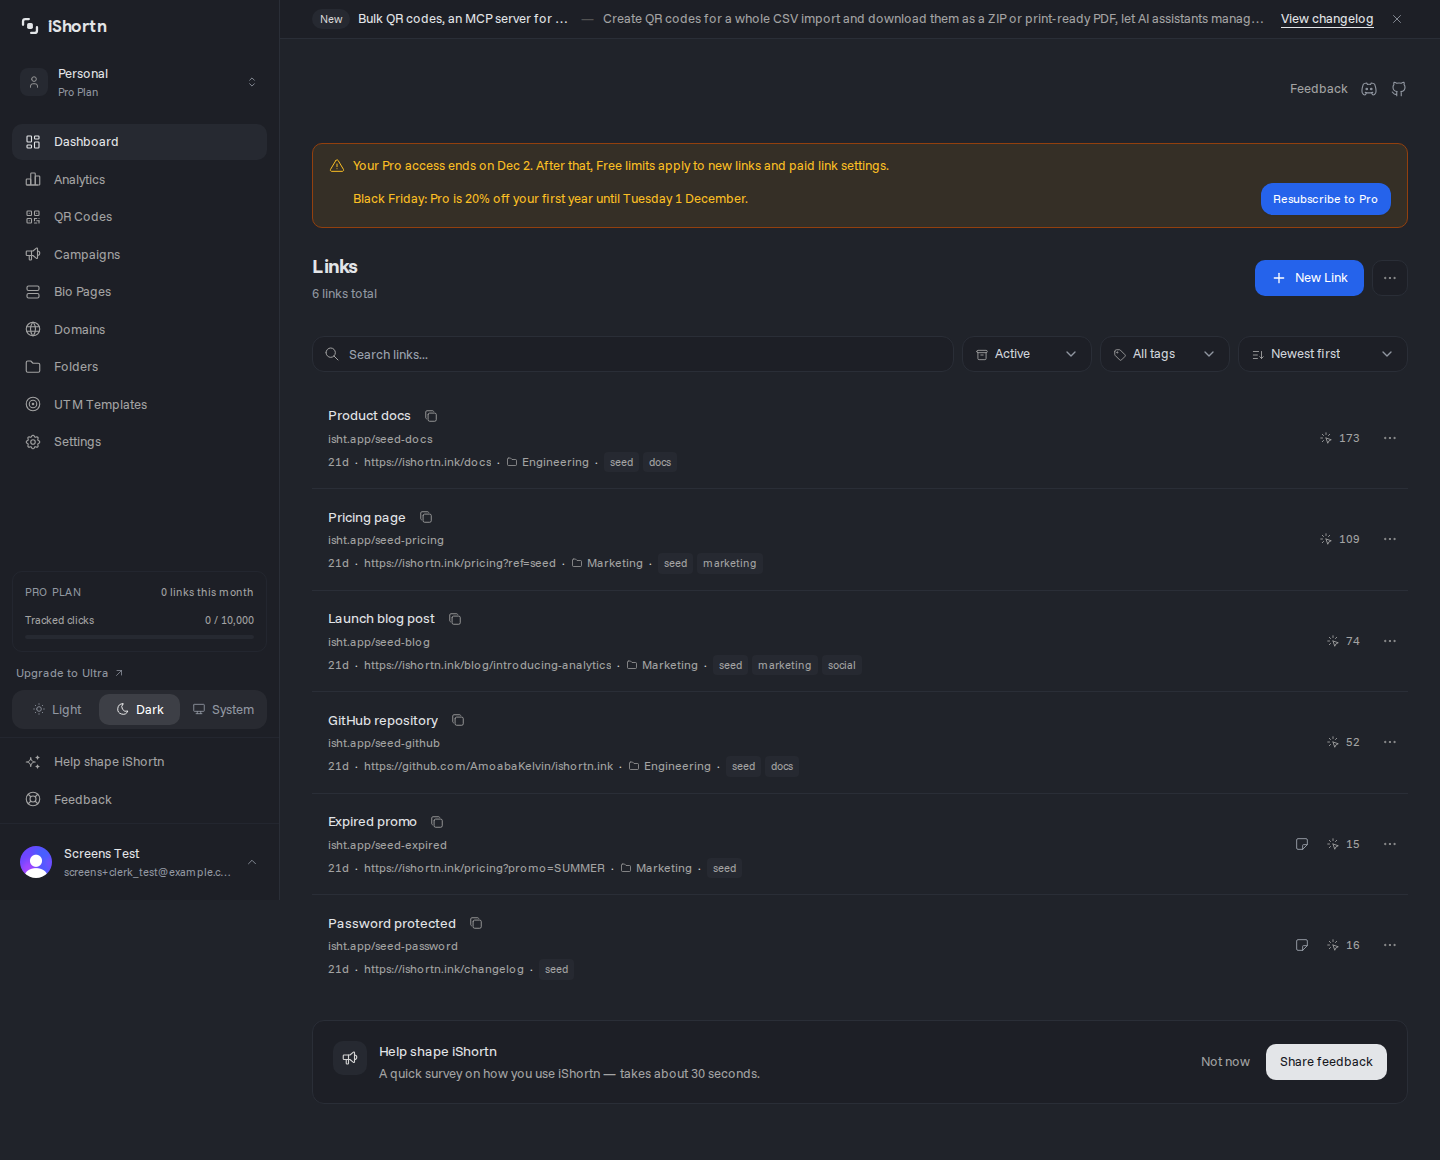 iShortn
Personal
Pro Plan
Dashboard
Analytics
QR Codes
Campaigns
Bio Pages
Domains
Folders
UTM Templates
Settings
PRO PLAN 0 links this month
Tracked clicks 0 / 10,000
Upgrade to Ultra
Light Dark System
Help shape iShortn
Feedback
Screens Test
screens+clerk_test@example.c...
New Bulk QR codes, an MCP server for ... — Create QR codes for a whole CSV import and download them as a ZIP or print-ready PDF, let AI assistants manag... View changelog
Feedback
Your Pro access ends on Dec 2. After that, Free limits apply to new links and paid link settings.
Black Friday: Pro is 20% off your first year until Tuesday 1 December.
Resubscribe to Pro
Links
6 links total
New Link
Search links...
Active
All tags
Newest first
Product docs
isht.app/seed-docs
21d · https://ishortn.ink/docs · Engineering · seed docs
173
Pricing page
isht.app/seed-pricing
21d · https://ishortn.ink/pricing?ref=seed · Marketing · seed marketing
109
Launch blog post
isht.app/seed-blog
21d · https://ishortn.ink/blog/introducing-analytics · Marketing · seed marketing social
74
GitHub repository
isht.app/seed-github
21d · https://github.com/AmoabaKelvin/ishortn.ink · Engineering · seed docs
52
Expired promo
isht.app/seed-expired
21d · https://ishortn.ink/pricing?promo=SUMMER · Marketing · seed
15
Password protected
isht.app/seed-password
21d · https://ishortn.ink/changelog · seed
16
Help shape iShortn
A quick survey on how you use iShortn — takes about 30 seconds.
Not now
Share feedback